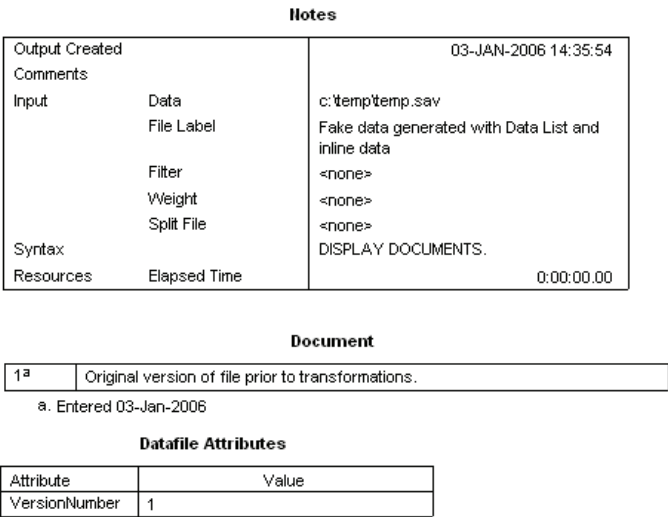 Notes
Output Created 03-JAN-2006 14:35:54
Comments
Input Data c:\temp\temp.sav
File Label Fake data generated with Data List and
inline data
Filter <none>
Weight <none>
Split File <none>
Syntax DISPLAY DOCUMENTS.
Resources Elapsed Time 0:00:00.00
Document
1a Original version of file prior to transformations.
a. Entered 03-Jan-2006
Datafile Attributes
Attribute Value
VersionNumber 1